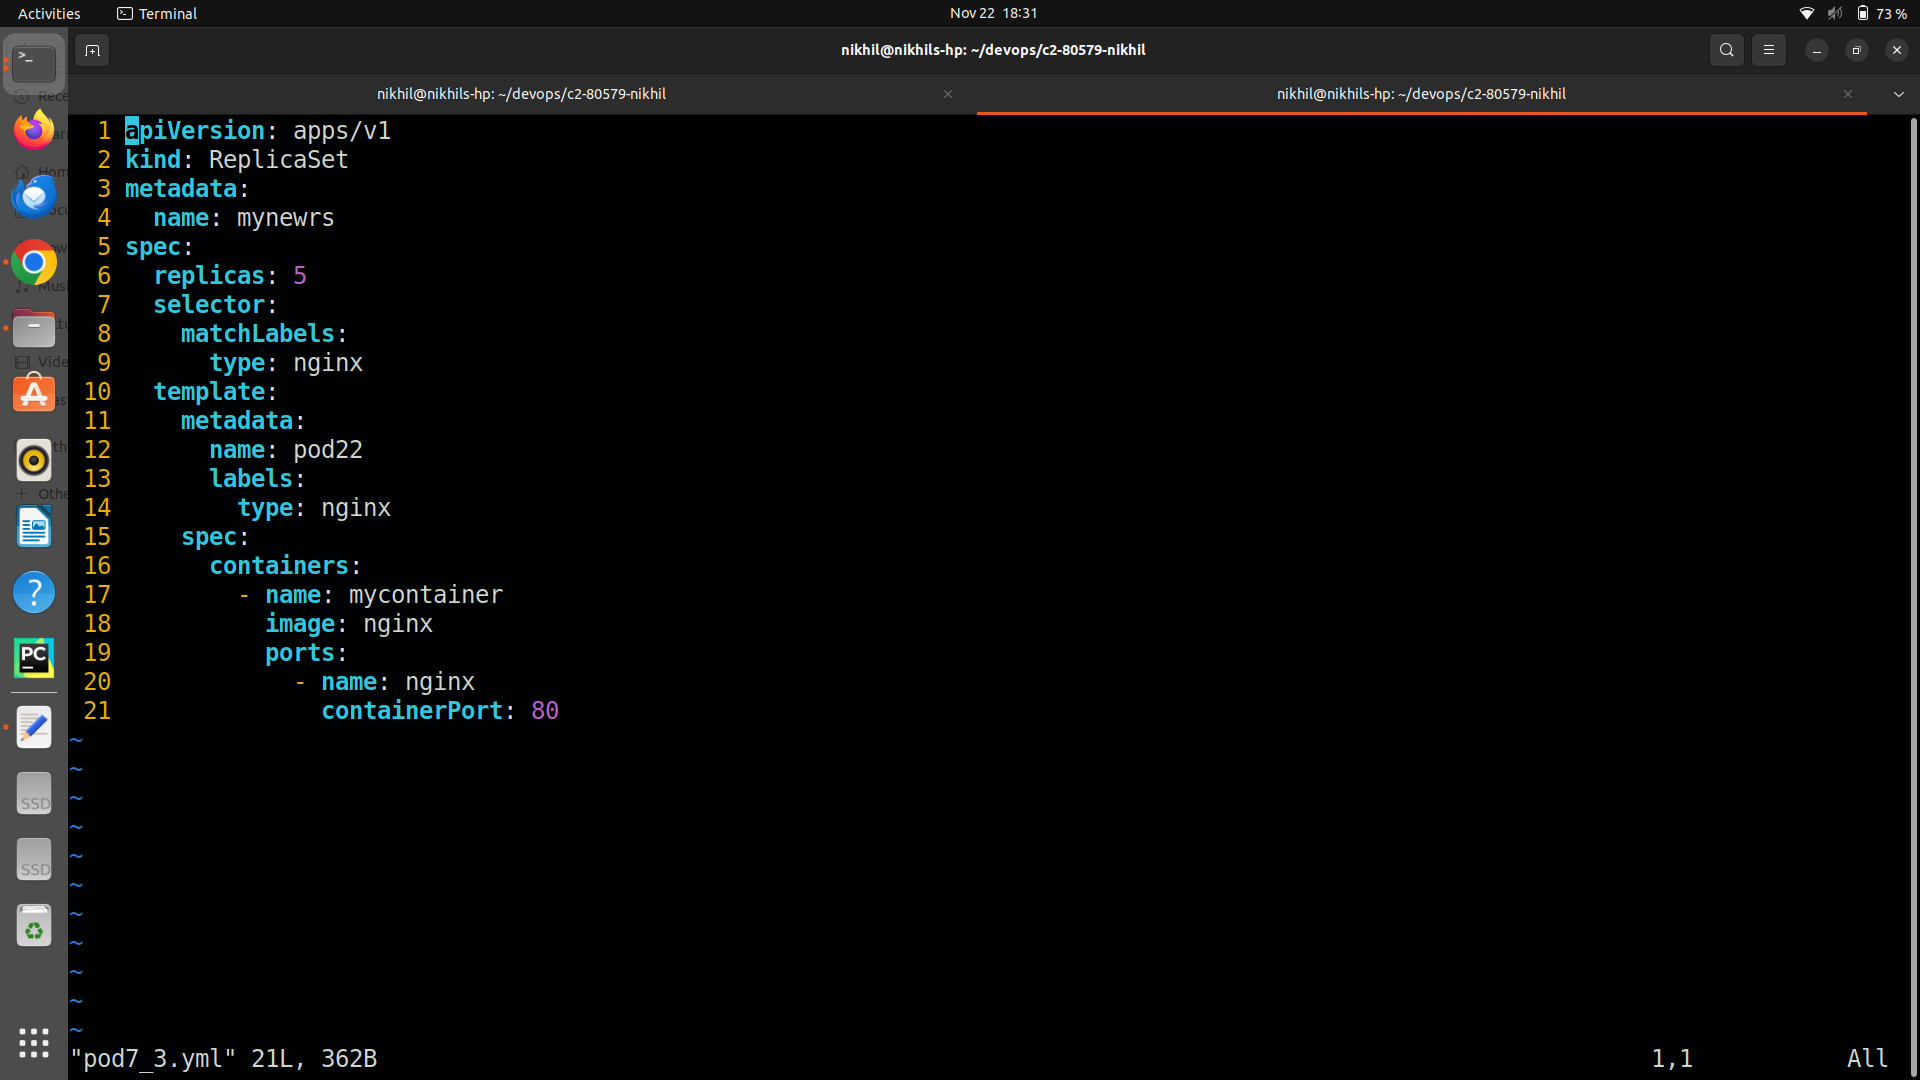 Activities
Terminal
Nov 22 18:31
73 %
nikhil@nikhils-hp: ~/devops/c2-80579-nikhil
nikhil@nikhils-hp: ~/devops/c2-80579-nikhil
nikhil@nikhils-hp: ~/devops/c2-80579-nikhil
1 apiVersion: apps/v1
2 kind: ReplicaSet
3 metadata:
4   name: mynewrs
5 spec:
6   replicas: 5
7   selector:
8     matchLabels:
9       type: nginx
10   template:
11     metadata:
12       name: pod22
13       labels:
14         type: nginx
15     spec:
16       containers:
17         - name: mycontainer
18           image: nginx
19           ports:
20             - name: nginx
21               containerPort: 80
~
~
~
~
~
~
~
~
~
~
~
"pod7_3.yml" 21L, 362B
1,1
All
PC
SSD
SSD